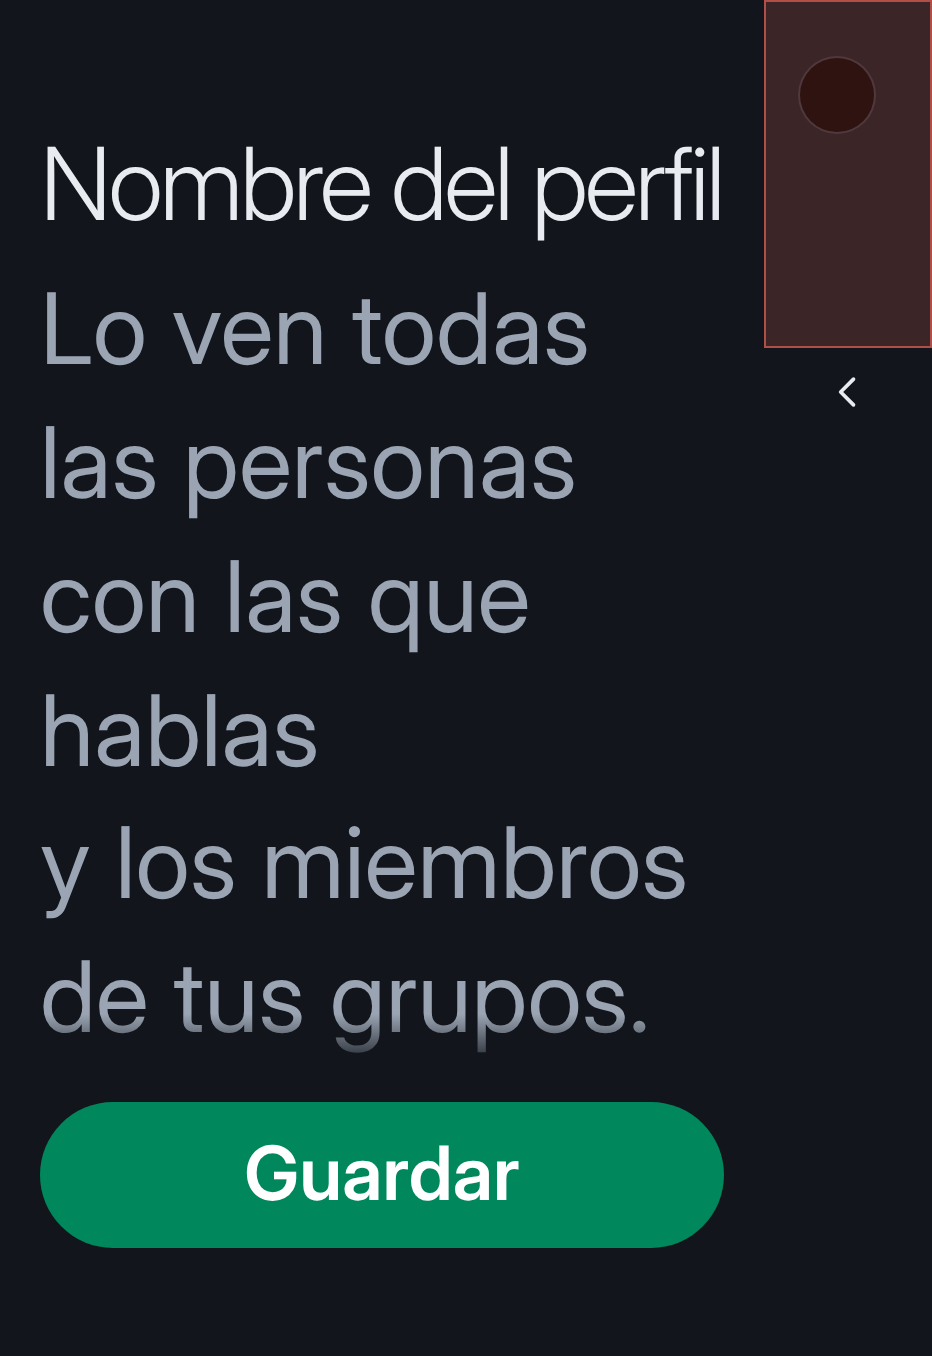 Nombre del perfil
Lo ven todas
las personas
con las que
hablas
y los miembros
de tus grupos.
Guardar